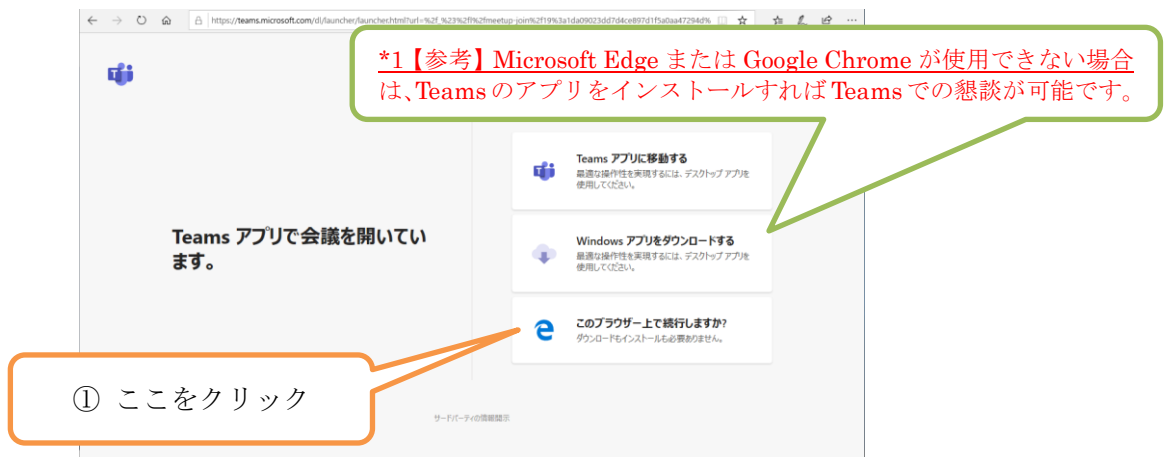 https://teams.microsoft.com/dl/launcher/launcher.html?url=%2f_%23%2fl%2fmeetup-join%2f19%3a1da09023dd7d4ce897d1f5a0aa47294d%
*1【参考】Microsoft Edge または Google Chrome が使用できない場合
は、Teams のアプリをインストールすれば Teams での懇談が可能です。
Teams アプリに移動する
最適な操作性を実現するには、デスクトップ アプリを
使用してください。
Teams アプリで会議を開いてい
ます。
Windows アプリをダウンロードする
最適な操作性を実現するには、デスクトップ アプリを
使用してください。
このブラウザー上で続行しますか?
ダウンロードもインストールも必要ありません。
① ここをクリック
サードパーティの情報開示